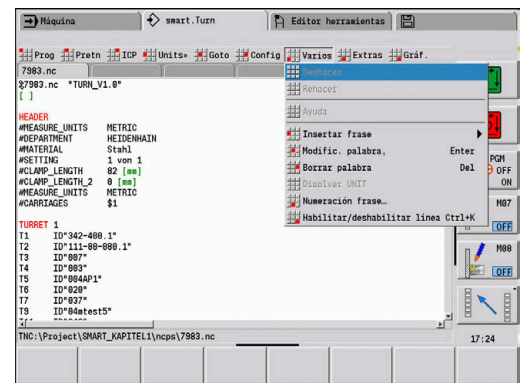 Máquina
smart.Turn
Editor herramientas
Prog Pretn ICP Units» Goto Config Varios Extras Gráf.
7983.nc
%7983.nc "TURN_V1.0"
[ ]
HEADER
#MEASURE_UNITS METRIC
#DEPARTMENT HEIDENHAIN
#MATERIAL Stahl
#SETTING 1 von 1
#CLAMP_LENGTH 82 [mm]
#CLAMP_LENGTH_2 0 [mm]
#MEASURE_UNITS METRIC
#CARRIAGES $1
TURRET 1
T1 ID"342-400.1"
T2 ID"111-80-080.1"
T3 ID"007"
T4 ID"003"
T5 ID"004AP1"
T6 ID"020"
T7 ID"037"
T9 ID"04mtest5"
Deshacer
Rehacer
Ayuda
Insertar frase
Modific. palabra, Enter
Borrar palabra Del
Disolver UNIT
Numeración frase…
Habilitar/deshabilitar línea Ctrl+K
PGM
OFF
ON
M07
OFF
M08
OFF
TNC:\Project\SMART_KAPITEL1\ncps\7983.nc
17:24